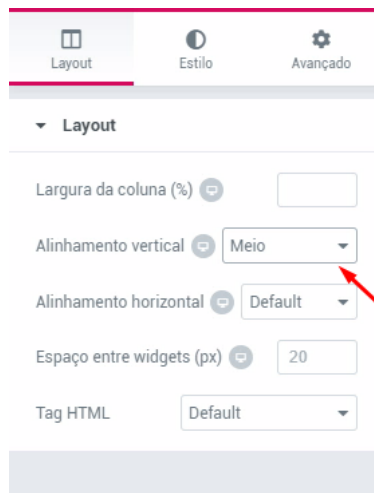 Layout Estilo Avançado
Layout
Largura da coluna (%)
Alinhamento vertical Meio
Alinhamento horizontal Default
Espaço entre widgets (px) 20
Tag HTML Default